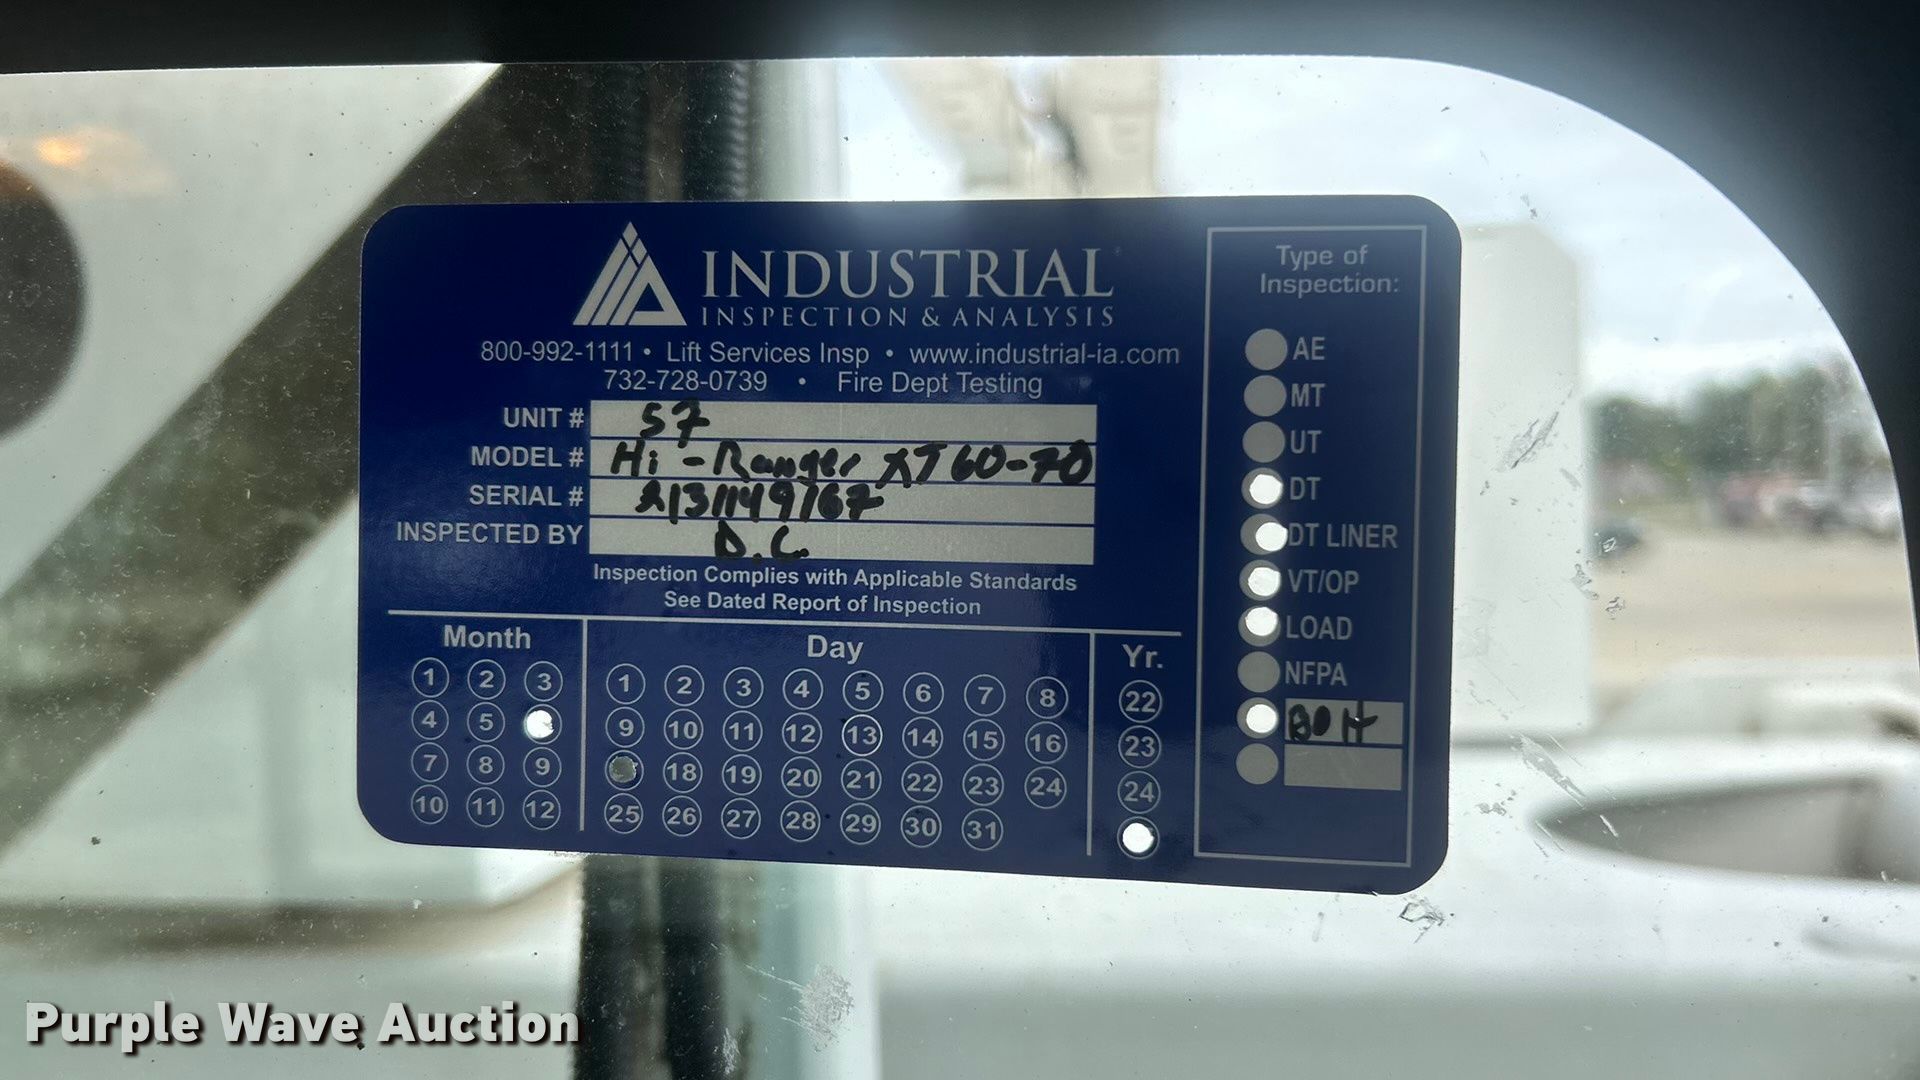 INDUSTRIAL
INSPECTION & ANALYSIS
800-992-1111 • Lift Services Insp • www.industrial-ia.com
732-728-0739 • Fire Dept Testing
UNIT # 57
MODEL # Hi-Ranger XT60-70
SERIAL # 2131149167
INSPECTED BY D.C.
Inspection Complies with Applicable Standards
See Dated Report of Inspection
Month
1 2 3
4 5
7 8 9
10 11 12
Day
1 2 3 4 5 6 7 8
9 10 11 12 13 14 15 16
18 19 20 21 22 23 24
25 26 27 28 29 30 31
Yr.
22
23
24
Type of
Inspection:
AE
MT
UT
DT
DT LINER
VT/OP
LOAD
NFPA
Purple Wave Auction